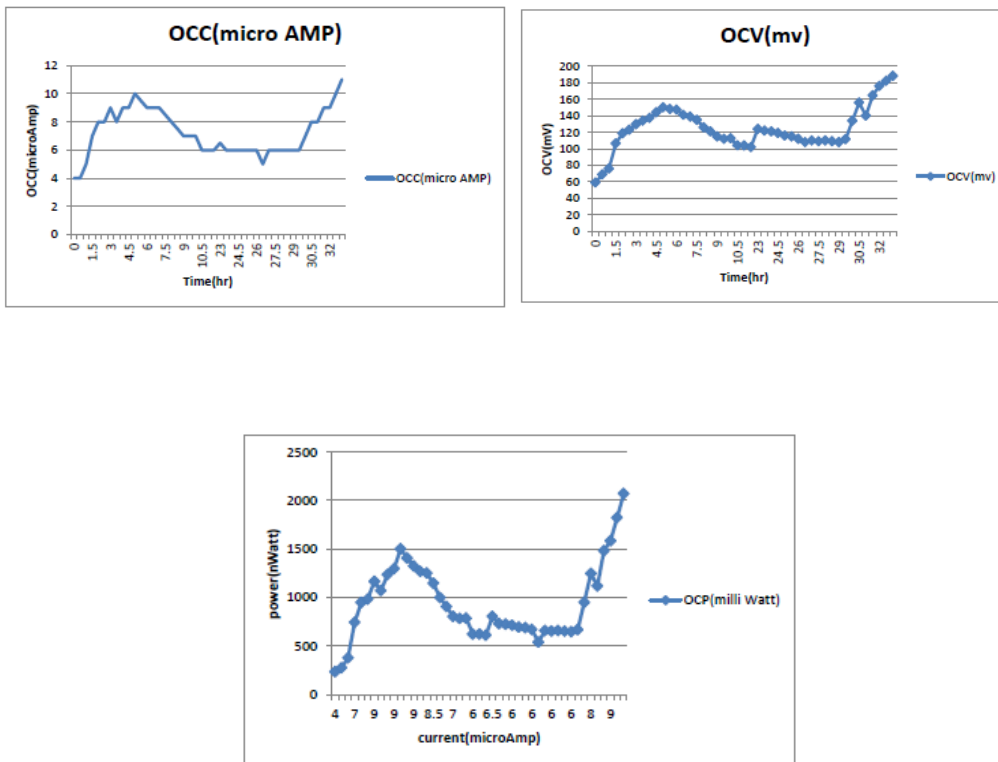 OCC(micro AMP)
12
10
8
6
4
2
0
OCC(microAmp)
0 1.5 3 4.5 6 7.5 9 10.5 23 24.5 26 27.5 29 30.5 32
Time(hr)
OCC(micro AMP)
OCV(mv)
200
180
160
140
120
100
80
60
40
20
0
OCV(mV)
0 1.5 3 4.5 6 7.5 9 10.5 23 24.5 26 27.5 29 30.5 32
Time(hr)
OCV(mv)
2500
2000
1500
1000
500
0
power(nWatt)
4 7 9 9 9 8.5 7 6 6.5 6 6 6 6 8 9
current(microAmp)
OCP(milli Watt)